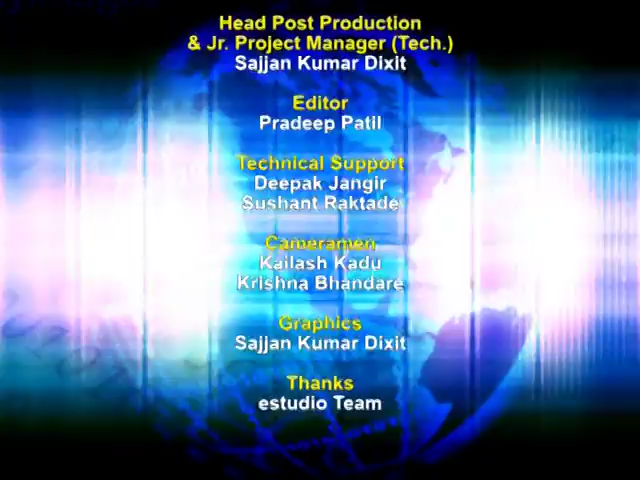 Head Post Production
& Jr. Project Manager (Tech.)
Sajjan Kumar Dixit
Editor
Pradeep Patil
Technical Support
Deepak Jangir
Sushant Raktade
Cameramen
Kailash Kadu
Krishna Bhandare
Graphics
Sajjan Kumar Dixit
Thanks
estudio Team